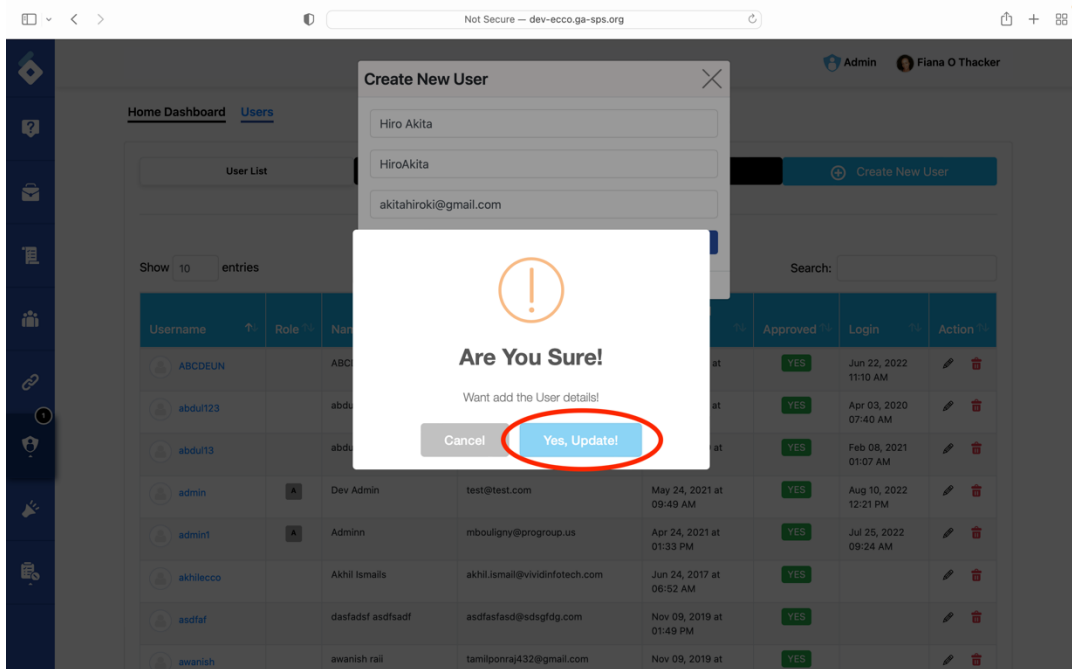 Not Secure — dev-ecco.ga-sps.org
Admin Fiana O Thacker
Create New User
Home Dashboard Users
Hiro Akita
HiroAkita
akitahiroki@gmail.com
User List
Create New User
Show 10 entries
Search:
Username Role Approved Login Action
Are You Sure!
Want add the User details!
Cancel Yes, Update!
ABCDEUN at YES Jun 22, 2022
11:10 AM
abdul123 at YES Apr 03, 2020
07:40 AM
abdul13 at YES Feb 08, 2021
01:07 AM
admin A Dev Admin test@test.com May 24, 2021 at YES Aug 10, 2022
09:49 AM 12:21 PM
admin1 A Adminn mbouligny@progroup.us Apr 24, 2021 at YES Jul 25, 2022
01:33 PM 09:24 AM
akhilecco Akhil Ismails akhil.ismail@vividinfotech.com Jun 24, 2017 at YES
06:52 AM
asdfaf dasfadsf asdfsadf asdfasfasd@sdsgfdg.com Nov 09, 2019 at YES
01:49 PM
awanish awanish raii tamilponraj432@gmail.com Nov 09, 2019 at YES
1